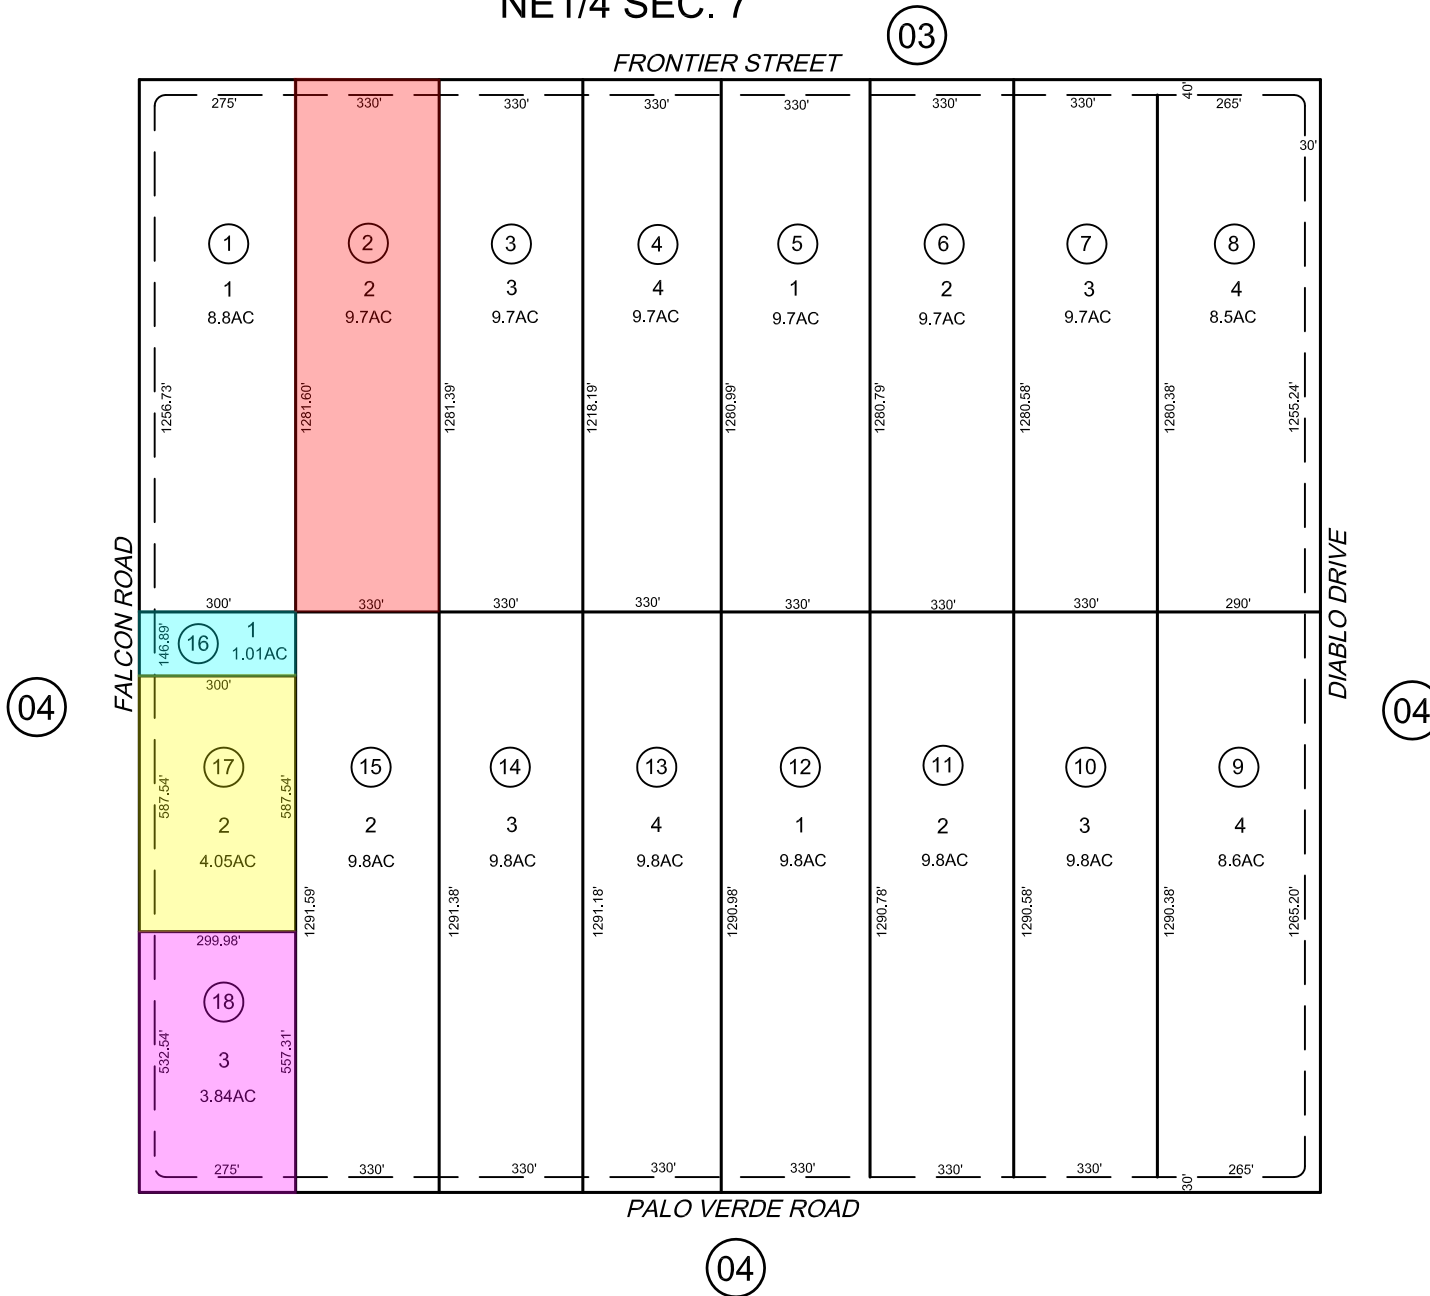 NE1/4 SEC. 7
03
FRONTIER STREET
275' 330' 330' 330' 330' 330' 330' 40' 265'
30'
1 2 3 4 5 6 7 8
1 2 3 4 1 2 3 4
8.8AC 9.7AC 9.7AC 9.7AC 9.7AC 9.7AC 9.7AC 8.5AC
1256.73' 1281.60' 1281.39' 1218.19' 1280.99' 1280.79' 1280.58' 1280.38' 1255.24'
FALCON ROAD
DIABLO DRIVE
300' 330' 330' 330' 330' 330' 330' 290'
146.89' 16 1
1.01AC
300'
04
04
17 15 14 13 12 11 10 9
587.54' 587.54'
2 2 3 4 1 2 3 4
4.05AC 9.8AC 9.8AC 9.8AC 9.8AC 9.8AC 9.8AC 8.6AC
1291.59' 1291.38' 1291.18' 1290.98' 1290.78' 1290.58' 1290.38' 1265.20'
299.98'
18
532.54' 3 557.31'
3.84AC
275' 330' 330' 330' 330' 330' 330' 30' 265'
PALO VERDE ROAD
04